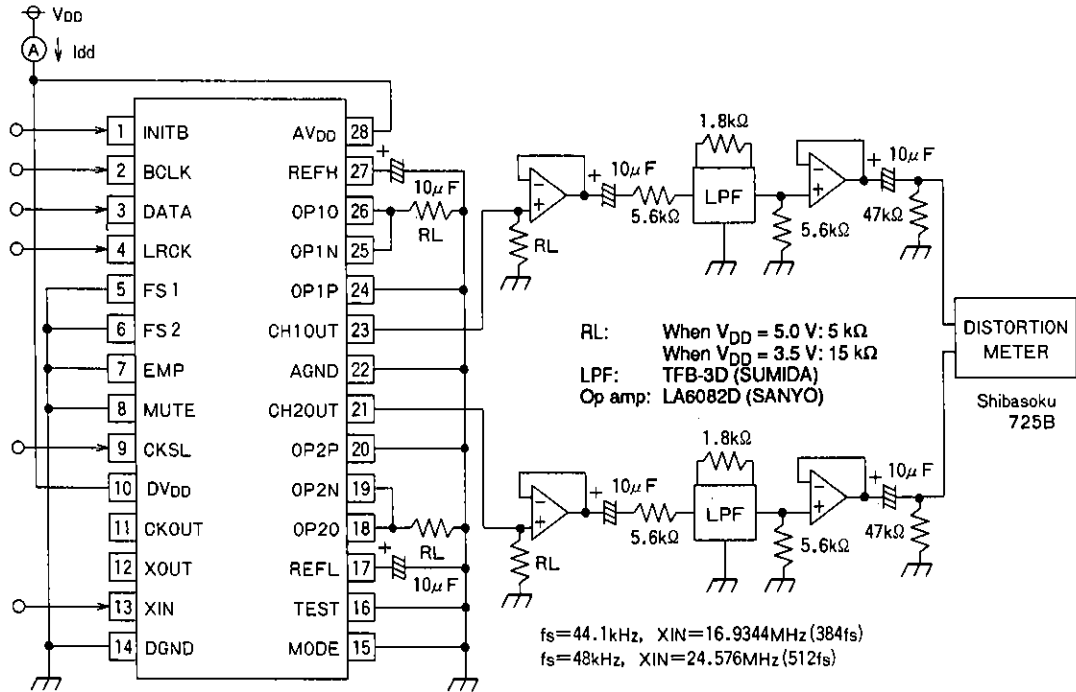 VDD
A ↓ Idd
1 INITB
2 BCLK
3 DATA
4 LRCK
5 FS1
6 FS2
7 EMP
8 MUTE
9 CKSL
10 DVDD
11 CKOUT
12 XOUT
13 XIN
14 DGND
AVDD 28
REFH 27
OP1O 26
OP1N 25
OP1P 24
CH1OUT 23
AGND 22
CH2OUT 21
OP2P 20
OP2N 19
OP2O 18
REFL 17
TEST 16
MODE 15
+
10μF
RL
+
RL
10μF
1.8kΩ
−
+
RL
+ 10μF
5.6kΩ
LPF
−
+
5.6kΩ
+ 10μF
47kΩ
RL: When VDD = 5.0 V: 5 kΩ
When VDD = 3.5 V: 15 kΩ
LPF: TFB-3D (SUMIDA)
Op amp: LA6082D (SANYO)
DISTORTION
METER
Shibasoku
725B
1.8kΩ
−
+
RL
+ 10μF
5.6kΩ
LPF
−
+
5.6kΩ
+ 10μF
47kΩ
fs=44.1kHz, XIN=16.9344MHz(384fs)
fs=48kHz, XIN=24.576MHz(512fs)